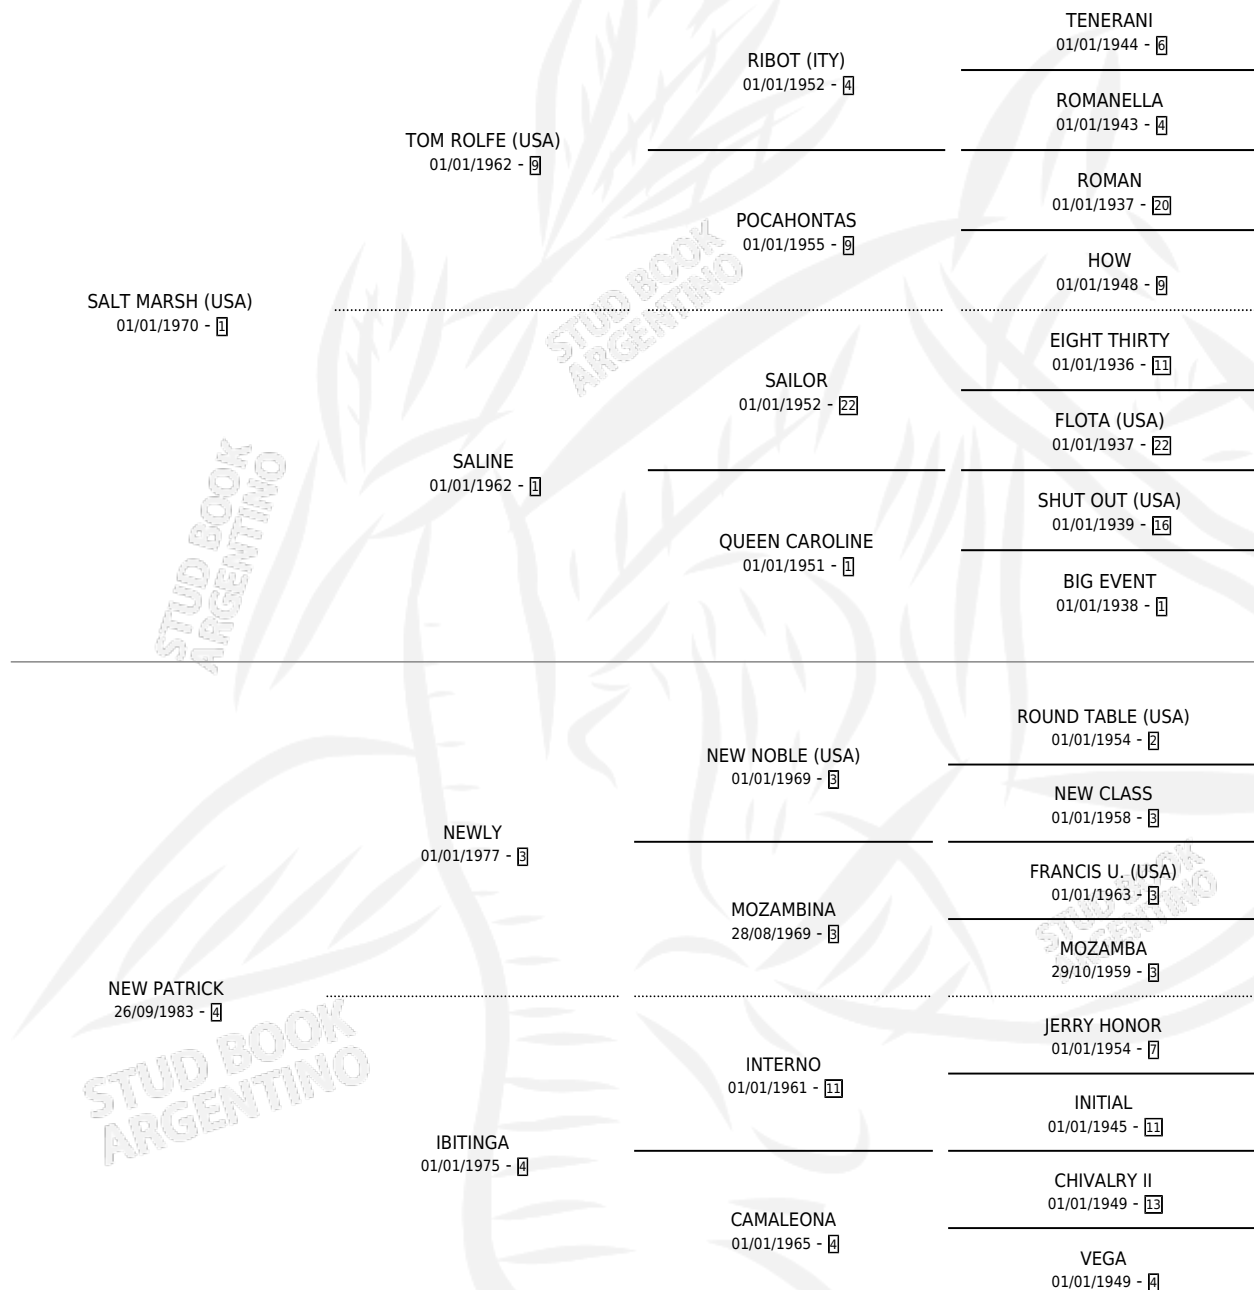 TENERANI
01/01/1944 - 6
RIBOT (ITY)
01/01/1952 - 4
ROMANELLA
01/01/1943 - 4
TOM ROLFE (USA)
01/01/1962 - 9
ROMAN
01/01/1937 - 20
POCAHONTAS
01/01/1955 - 9
HOW
01/01/1948 - 9
SALT MARSH (USA)
01/01/1970 - 1
STUD BOOK
ARGENTINO
EIGHT THIRTY
01/01/1936 - 11
SAILOR
01/01/1952 - 22
FLOTA (USA)
01/01/1937 - 22
SALINE
01/01/1962 - 1
SHUT OUT (USA)
01/01/1939 - 16
QUEEN CAROLINE
01/01/1951 - 1
BIG EVENT
01/01/1938 - 1
STUD BOOK
ARGENTINO
ROUND TABLE (USA)
01/01/1954 - 2
NEW NOBLE (USA)
01/01/1969 - 3
NEW CLASS
01/01/1958 - 3
NEWLY
01/01/1977 - 3
FRANCIS U. (USA)
01/01/1963 - 3
MOZAMBINA
28/08/1969 - 3
STUD BOOK
ARGENTINO
MOZAMBA
29/10/1959 - 3
NEW PATRICK
26/09/1983 - 4
JERRY HONOR
01/01/1954 - 7
INTERNO
01/01/1961 - 11
INITIAL
01/01/1945 - 11
STUD BOOK
ARGENTINO
IBITINGA
01/01/1975 - 4
CHIVALRY II
01/01/1949 - 13
CAMALEONA
01/01/1965 - 4
VEGA
01/01/1949 - 4